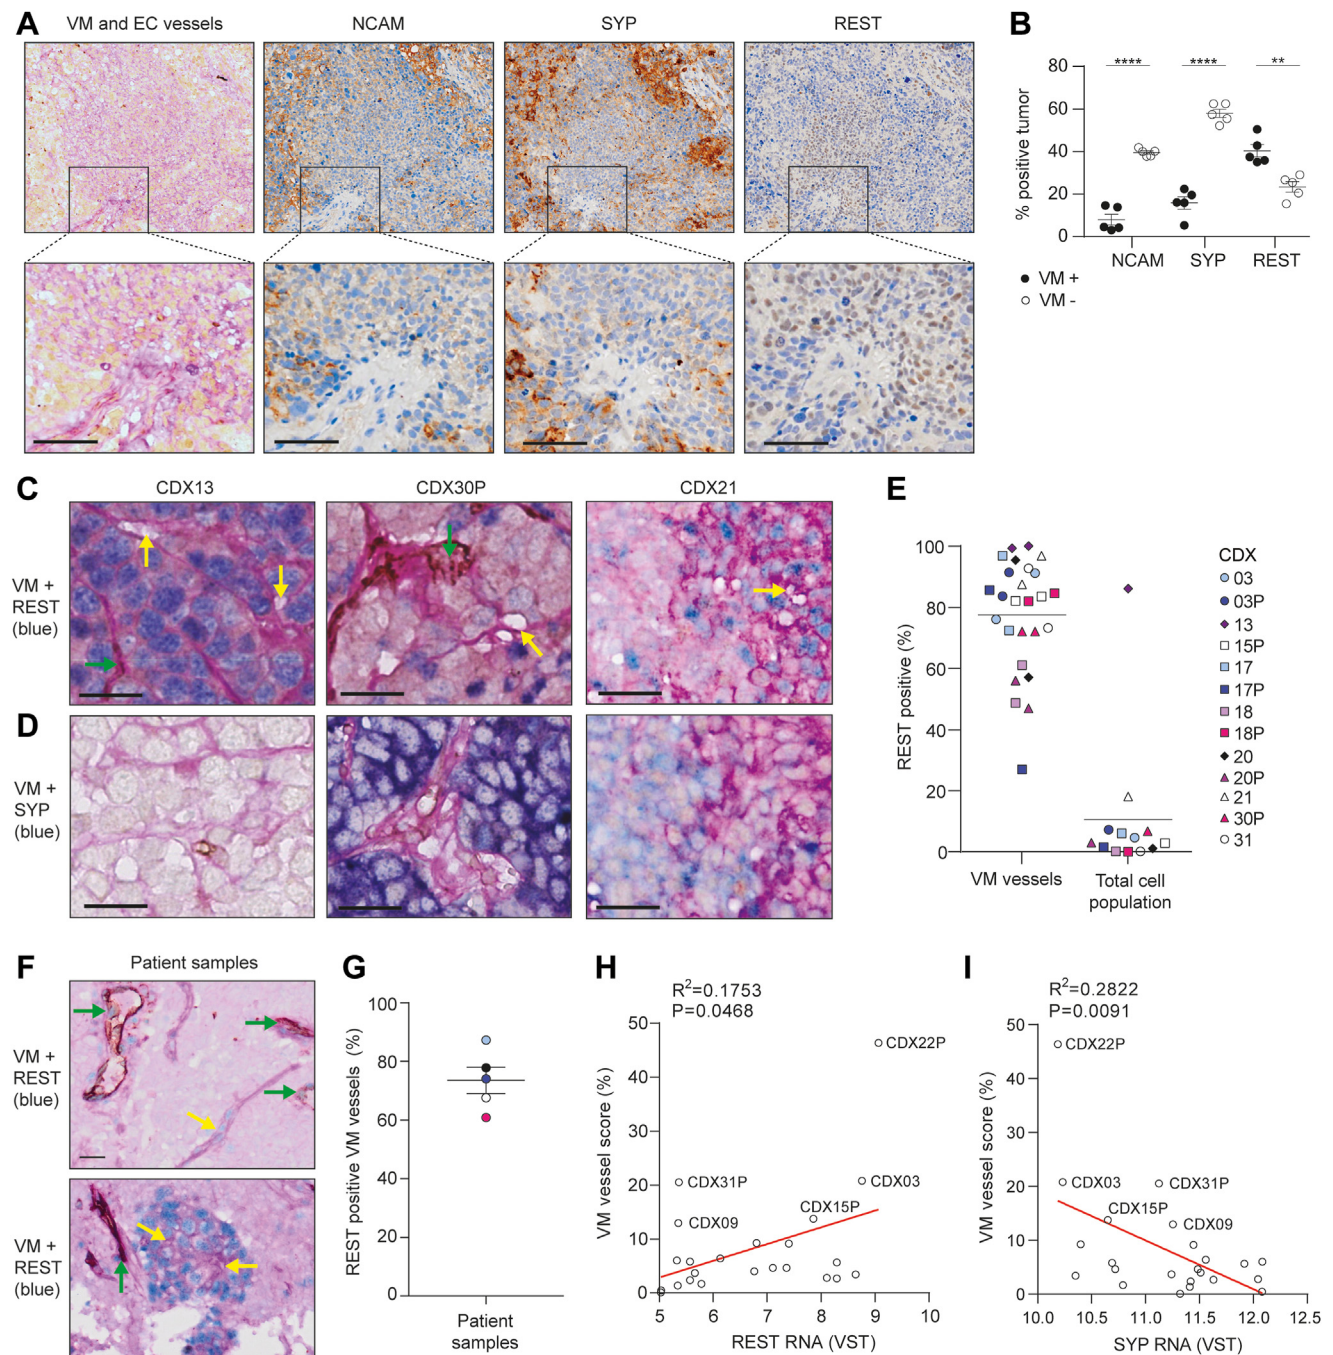 A
VM and EC vessels
NCAM
SYP
REST
B
% positive tumor
80
60
40
20
0
****
****
**
NCAM
SYP
REST
VM +
VM -
C
CDX13
CDX30P
CDX21
VM +
REST
(blue)
D
VM +
SYP
(blue)
E
REST positive (%)
100
80
60
40
20
0
VM vessels
Total cell
population
CDX
03
03P
13
15P
17
17P
18
18P
20
20P
21
30P
31
F
Patient samples
VM +
REST
(blue)
VM +
REST
(blue)
G
REST positive VM vessels (%)
100
80
60
40
20
0
Patient
samples
H
R²=0.1753
P=0.0468
VM vessel score (%)
50
40
30
20
10
0
CDX22P
CDX31P
CDX03
CDX15P
CDX09
5
6
7
8
9
10
REST RNA (VST)
I
R²=0.2822
P=0.0091
VM vessel score (%)
50
40
30
20
10
0
CDX22P
CDX03
CDX31P
CDX15P
CDX09
10.0
10.5
11.0
11.5
12.0
12.5
SYP RNA (VST)